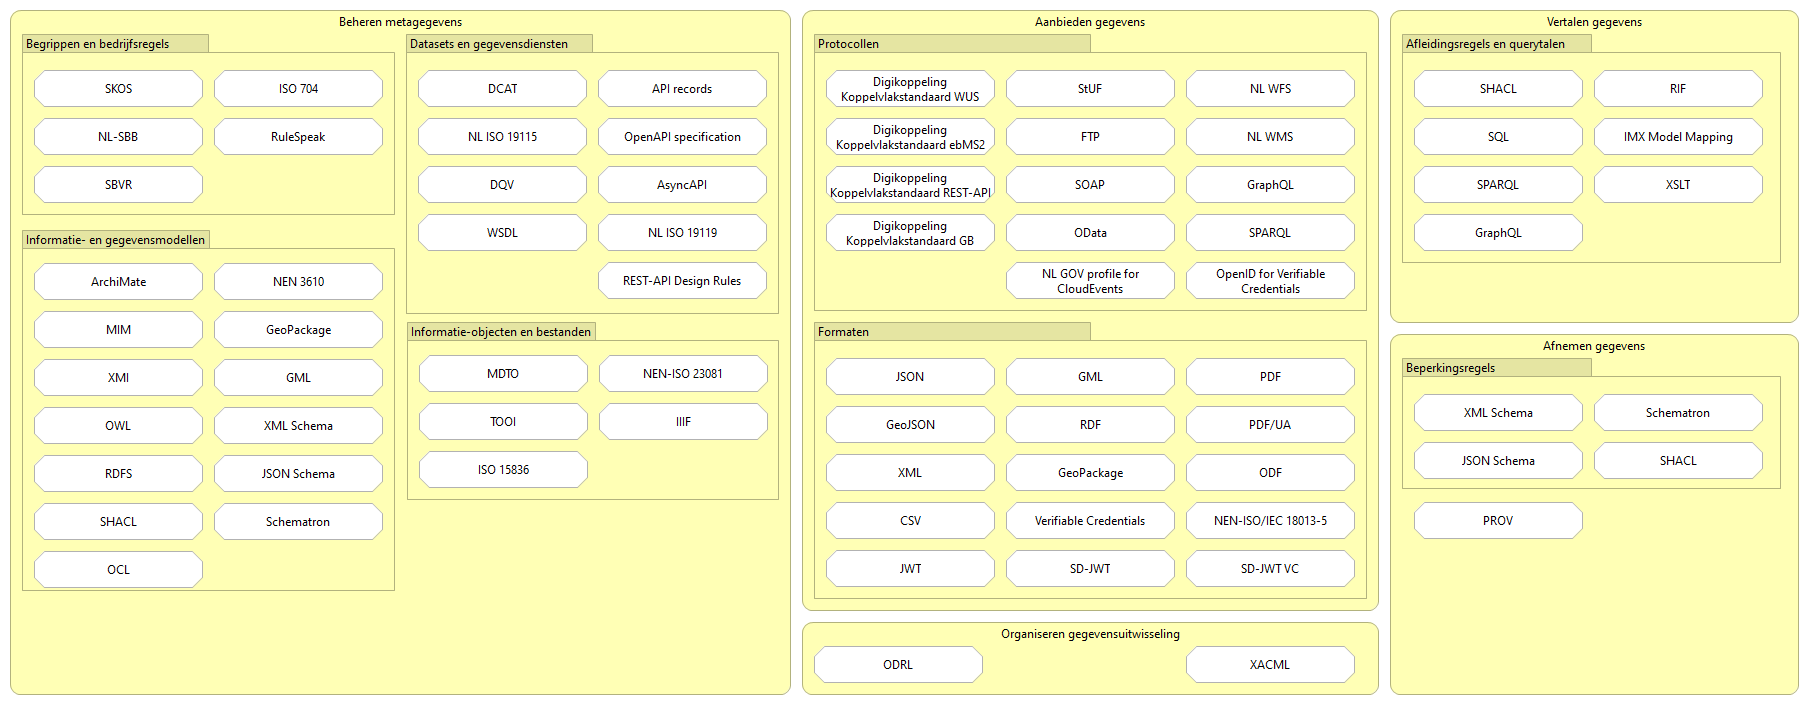 Beheren metagegevens
Begrippen en bedrijfsregels
SKOS
ISO 704
NL-SBB
RuleSpeak
SBVR
Informatie- en gegevensmodellen
ArchiMate
NEN 3610
MIM
GeoPackage
XMI
GML
OWL
XML Schema
RDFS
JSON Schema
SHACL
Schematron
OCL
Datasets en gegevensdiensten
DCAT
API records
NL ISO 19115
OpenAPI specification
DQV
AsyncAPI
WSDL
NL ISO 19119
REST-API Design Rules
Informatie-objecten en bestanden
MDTO
NEN-ISO 23081
TOOI
IIIF
ISO 15836
Aanbieden gegevens
Protocollen
Digikoppeling
Koppelvlakstandaard WUS
StUF
NL WFS
Digikoppeling
Koppelvlakstandaard ebMS2
FTP
NL WMS
Digikoppeling
Koppelvlakstandaard REST-API
SOAP
GraphQL
Digikoppeling
Koppelvlakstandaard GB
OData
SPARQL
NL GOV profile for
CloudEvents
OpenID for Verifiable
Credentials
Formaten
JSON
GML
PDF
GeoJSON
RDF
PDF/UA
XML
GeoPackage
ODF
CSV
Verifiable Credentials
NEN-ISO/IEC 18013-5
JWT
SD-JWT
SD-JWT VC
Organiseren gegevensuitwisseling
ODRL
XACML
Vertalen gegevens
Afleidingsregels en querytalen
SHACL
RIF
SQL
IMX Model Mapping
SPARQL
XSLT
GraphQL
Afnemen gegevens
Beperkingsregels
XML Schema
Schematron
JSON Schema
SHACL
PROV